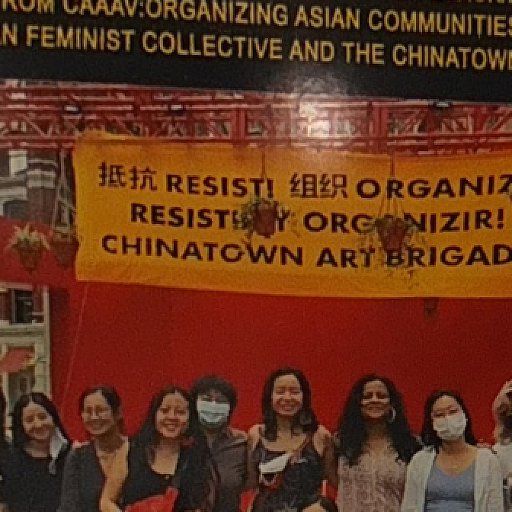 ROM CAAAV:ORGANIZING ASIAN COMMUNITIES
N FEMINIST COLLECTIVE AND THE CHINATOWN
抵抗 RESIST! 组织 ORGANIZ
RESISTI Y ORGANIZIR!
CHINATOWN ART BRIGAD